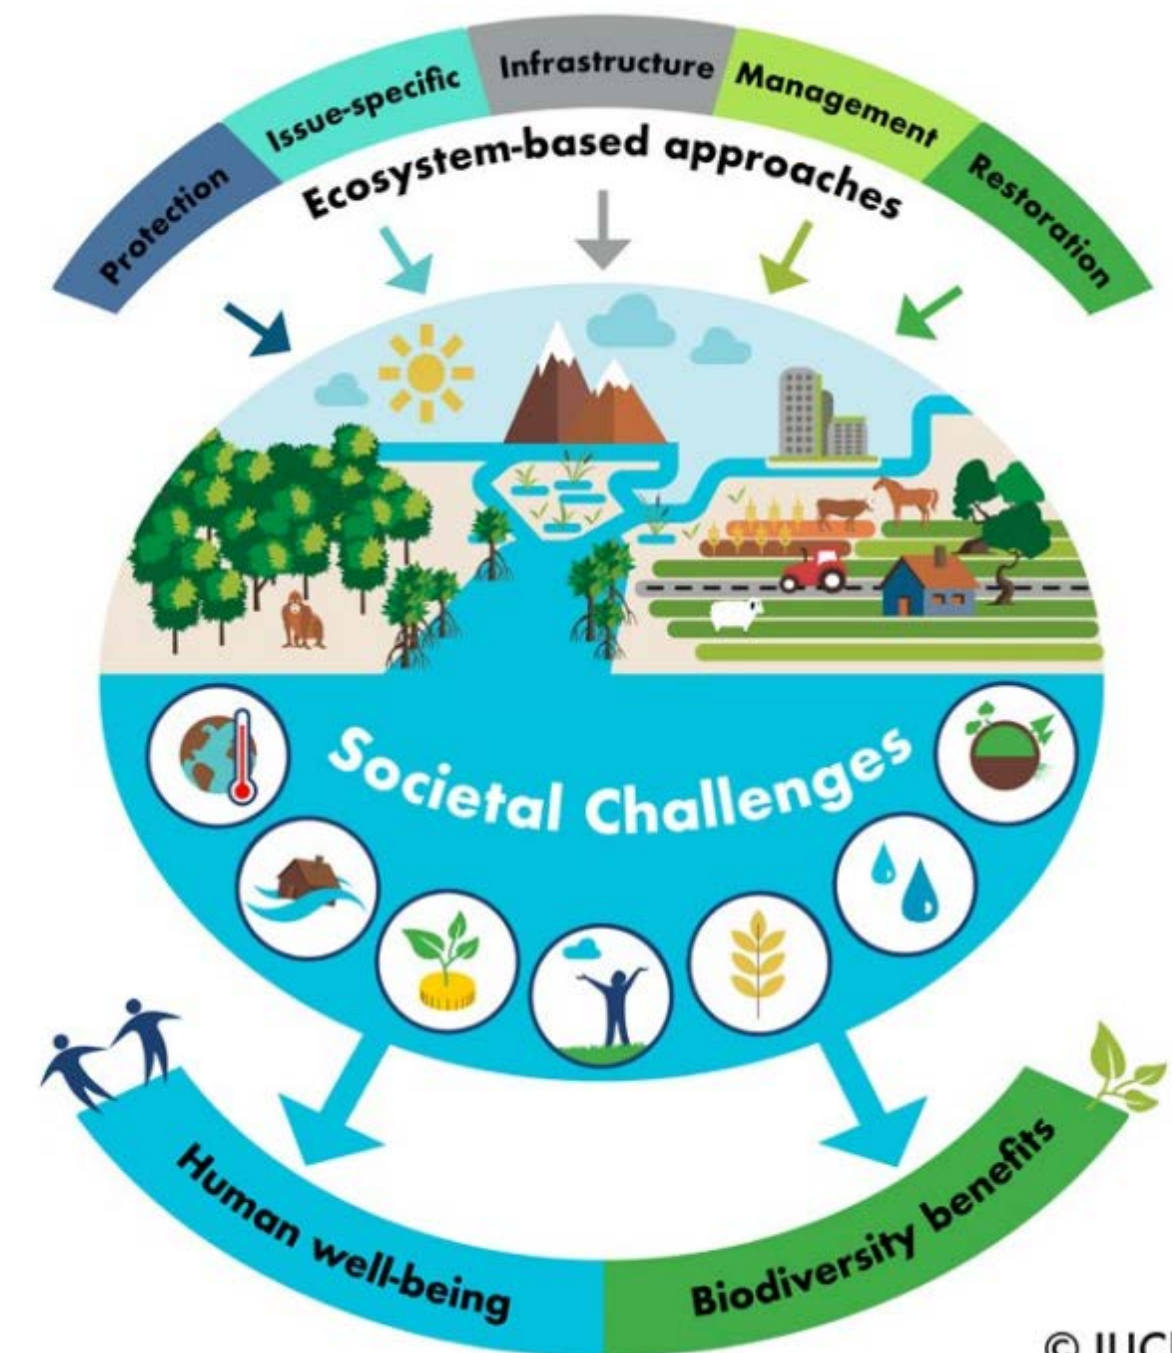 Protection
Issue-specific
Infrastructure
Management
Restoration
Ecosystem-based approaches
Societal Challenges
Human well-being
Biodiversity benefits
©